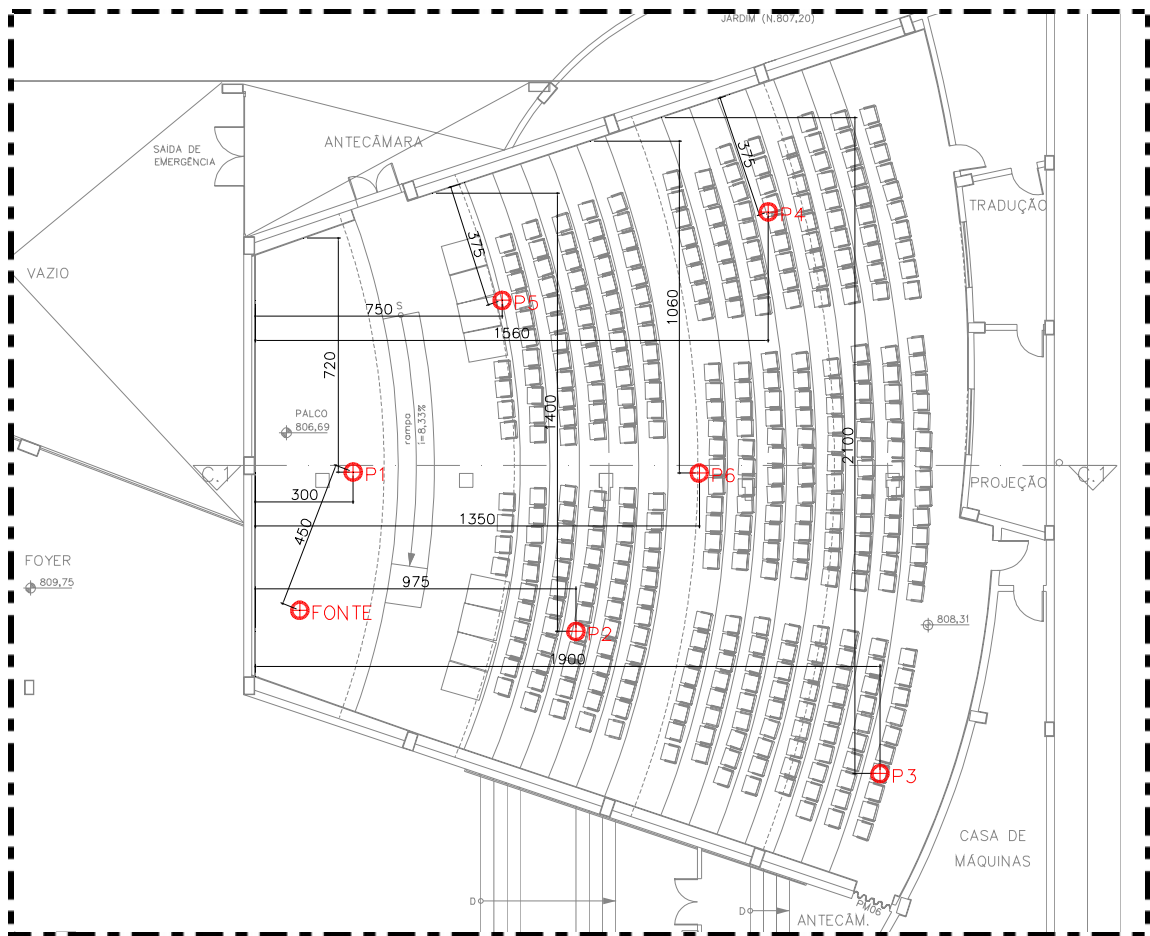 JARDIM (N.807,20)
ANTECÂMARA
SAÍDA DE
EMERGÊNCIA
375
TRADUÇÃO
P4
VAZIO
375
S
P5
750
1060
1560
720
rampa
i=8,33%
PALCO
806,69
1400
2100
C.1
P1
P6
C.1
300
PROJEÇÃO
1350
450
FOYER
809,75
975
FONTE
808,31
P2
1900
P3
CASA DE
MÁQUINAS
D
D
PM06
ANTECÂM.